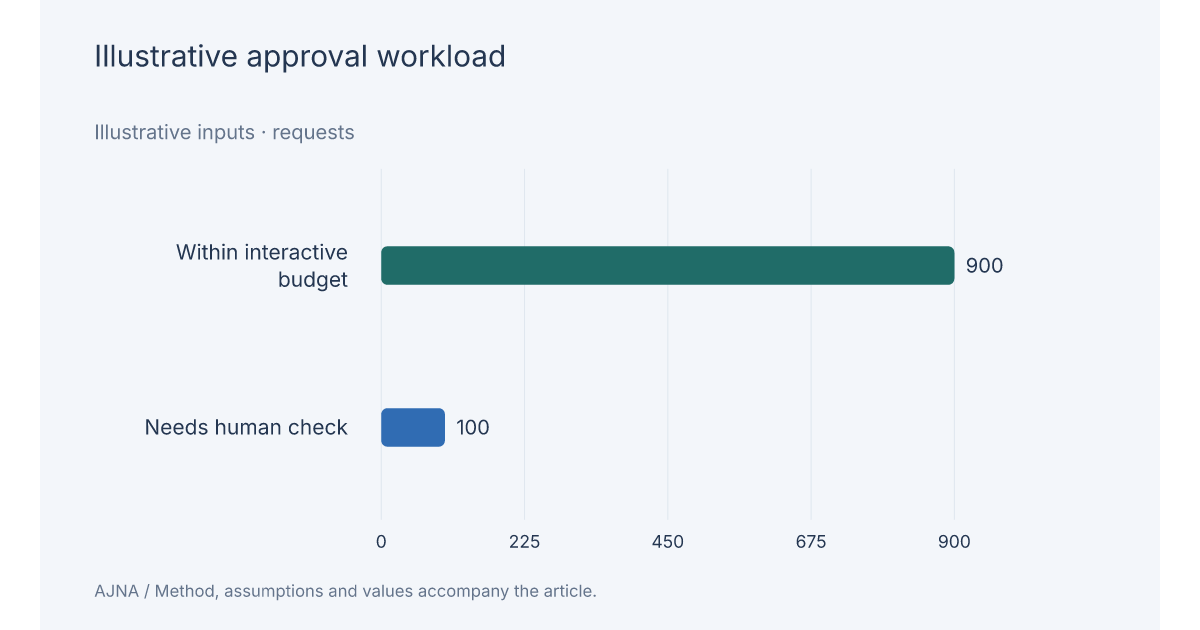 Illustrative approval workload
Illustrative inputs · requests
Within interactive
budget
900
Needs human check
100
0 225 450 675 900
AJNA / Method, assumptions and values accompany the article.